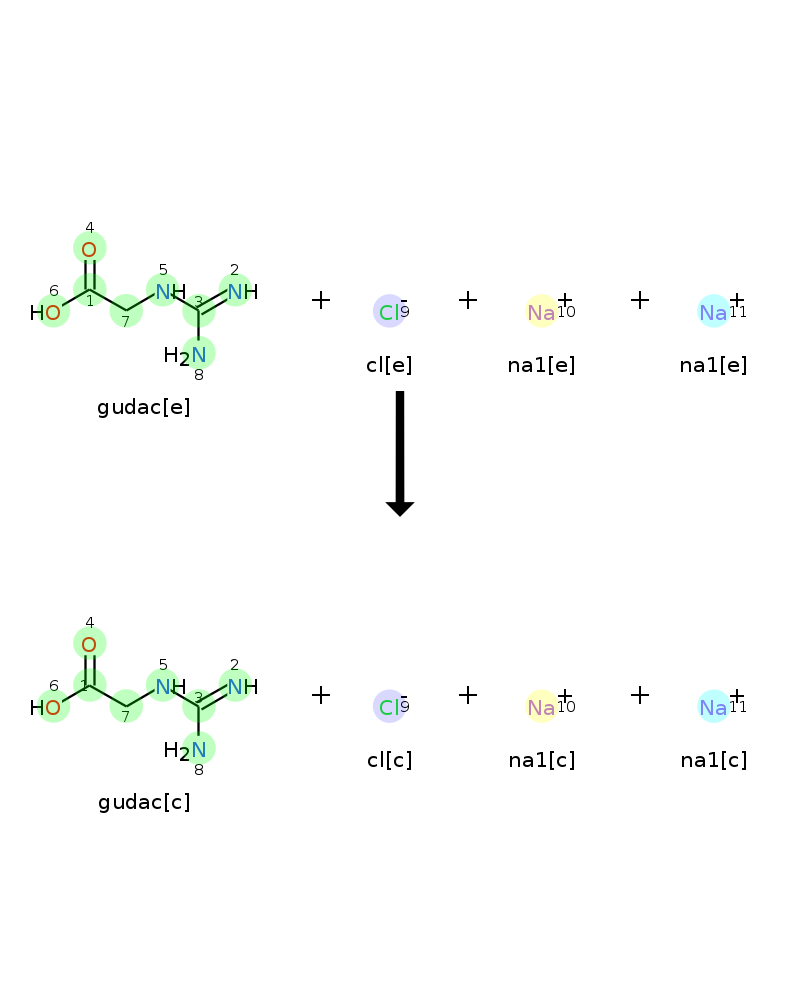 4
O
6 5 2
HO 1 NH 3 NH
7
H2N
8
+ Cl- 9 + Na+ 10 + Na+ 11
gudac[e] cl[e] na1[e] na1[e]
4
O
6 5 2
HO 1 NH 3 NH
7
H2N
8
+ Cl- 9 + Na+ 10 + Na+ 11
gudac[c] cl[c] na1[c] na1[c]